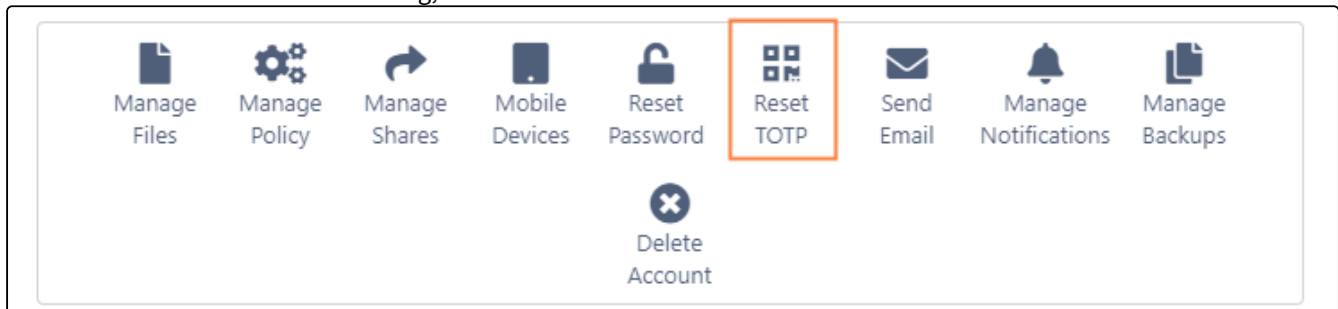 Manage Manage Manage Mobile Reset Reset Send Manage Manage
Files Policy Shares Devices Password TOTP Email Notifications Backups
Delete
Account